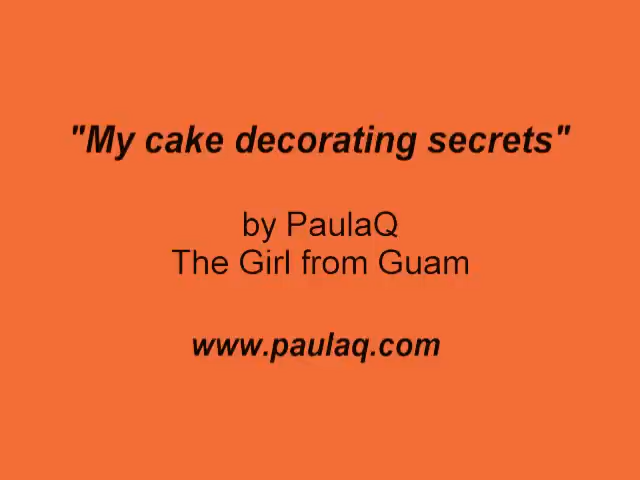 "My cake decorating secrets"
by PaulaQ
The Girl from Guam
www.paulaq.com